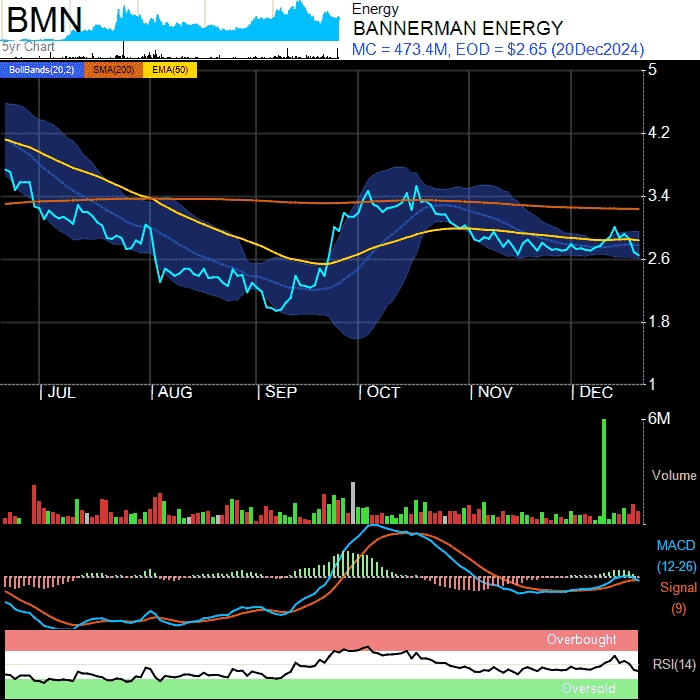 BMN
5yr Chart
Energy
BANNERMAN ENERGY
MC = 473.4M, EOD = $2.65 (20Dec2024)
BollBands(20,2) SMA(200) EMA(50)
5
4.2
3.4
2.6
1.8
1
JUL AUG SEP OCT NOV DEC
6M
Volume
MACD
(12-26)
Signal
(9)
Overbought
RSI(14)
Oversold